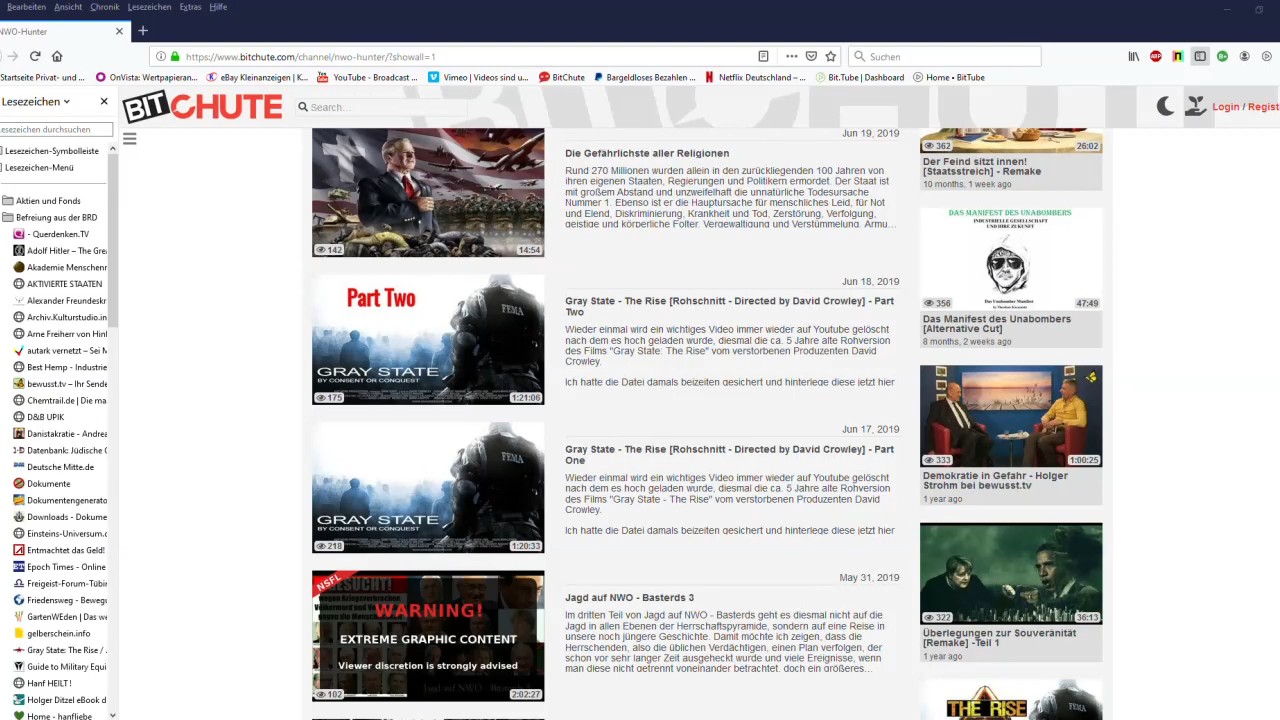 Bearbeiten Ansicht Chronik Lesezeichen Extras Hilfe
NWO-Hunter
https://www.bitchute.com/channel/nwo-hunter/?showall=1
Suchen
Startseite Privat- und ...
OnVista: Wertpapieran...
eBay Kleinanzeigen | K...
YouTube - Broadcast ...
Vimeo | Videos sind u...
BitChute
Bargeldloses Bezahlen ...
Netflix Deutschland – ...
Bit.Tube | Dashboard
Home • BitTube
Lesezeichen
Lesezeichen durchsuchen
Lesezeichen-Symbolleiste
Lesezeichen-Menü
Aktien und Fonds
Befreiung aus der BRD
- Querdenken.TV
Adolf Hitler – The Gre
Akademie Menschenr
AKTIVIERTE STAATEN
Alexander Freundeskr
Archiv.Kulturstudio.in
Arne Freiherr von Hink
autark vernetzt – Sei M
Best Hemp - Industrie
bewusst.tv – Ihr Sende
Chemtrail.de | Die ma
D&B UPIK
Danistakratie - Andrea
Datenbank: Jüdische O
Deutsche Mitte.de
Dokumente
Dokumentengenerato
Downloads - Dokume
Einsteins-Universum.c
Entmachtet das Geld!
Epoch Times - Online
Freigeist-Forum-Tübin
Friedensweg - Bewegu
GartenWEden | Das we
gelberschein.info
Gray State: The Rise /
Guide to Military Equi
Hanf HEILT !
Holger Ditzel eBook d
Home - hanfliebe
BITCHUTE
Search...
Login / Regist
142
14:54
Jun 19, 2019
Die Gefährlichste aller Religionen
Rund 270 Millionen wurden allein in den zurückliegenden 100 Jahren von
ihren eigenen Staaten, Regierungen und Politikern ermordet. Der Staat ist
mit großem Abstand und unzweifelhaft die unnatürliche Todesursache
Nummer 1. Ebenso ist er die Hauptursache für menschliches Leid, für Not
und Elend, Diskriminierung, Krankheit und Tod, Zerstörung, Verfolgung,
geistige und körperliche Folter, Vergewaltigung und Verstümmelung, Armu...
Part Two
FEMA
GRAY STATE
BY CONSENT OR CONQUEST
175
1:21:06
Jun 18, 2019
Gray State - The Rise [Rohschnitt - Directed by David Crowley] - Part
Two
Wieder einmal wird ein wichtiges Video immer wieder auf Youtube gelöscht
nach dem es hoch geladen wurde, diesmal die ca. 5 Jahre alte Rohversion
des Films "Gray State: The Rise" vom verstorbenen Produzenten David
Crowley.
Ich hatte die Datei damals beizeiten gesichert und hinterlege diese jetzt hier
FEMA
GRAY STATE
BY CONSENT OR CONQUEST
218
1:20:33
Jun 17, 2019
Gray State - The Rise [Rohschnitt - Directed by David Crowley] - Part
One
Wieder einmal wird ein wichtiges Video immer wieder auf Youtube gelöscht
nach dem es hoch geladen wurde, diesmal die ca. 5 Jahre alte Rohversion
des Films "Gray State - The Rise" vom verstorbenen Produzenten David
Crowley.
Ich hatte die Datei damals beizeiten gesichert und hinterlege diese jetzt hier
NSFL
WARNING!
EXTREME GRAPHIC CONTENT
Viewer discretion is strongly advised
102
2:02:27
May 31, 2019
Jagd auf NWO - Basterds 3
Im dritten Teil von Jagd auf NWO - Basterds geht es diesmal nicht auf die
Jagd in allen Ebenen der Herrschaftspyramide, sondern auf eine Reise in
unsere noch jüngere Geschichte. Damit möchte ich zeigen, dass die
Herrschenden, also die üblichen Verdächtigen, einen Plan verfolgen, der
schon vor sehr langer Zeit ausgeheckt wurde und viele Ereignisse, wenn
man diese nicht getrennt voneinander betrachtet, doch ein größeres...
362
26:02
Der Feind sitzt innen!
[Staatsstreich] - Remake
10 months, 1 week ago
DAS MANIFEST DES UNABOMBERS
INDUSTRIELLE GESELLSCHAFT
UND IHRE ZUKUNFT
356
47:49
Das Manifest des Unabombers
[Alternative Cut]
8 months, 2 weeks ago
333
1:00:25
Demokratie in Gefahr - Holger
Strohm bei bewusst.tv
1 year ago
322
36:13
Überlegungen zur Souveränität
[Remake] -Teil 1
1 year ago
THE RISE
FEMA